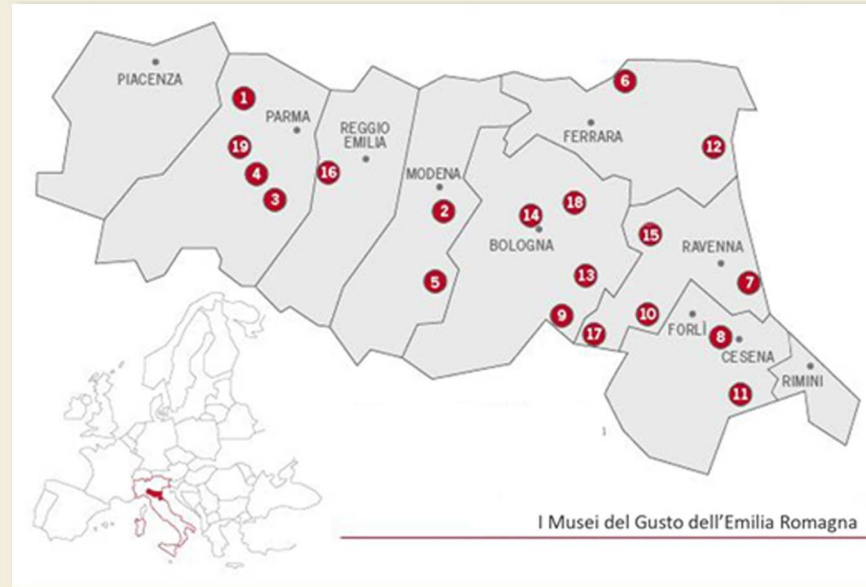 PIACENZA
1
PARMA
19
4
3
REGGIO
EMILIA
16
MODENA
2
5
6
FERRARA
12
18
14
BOLOGNA
13
9
17
15
RAVENNA
7
10
FORLÌ
8
CESENA
11
RIMINI
I Musei del Gusto dell'Emilia Romagna